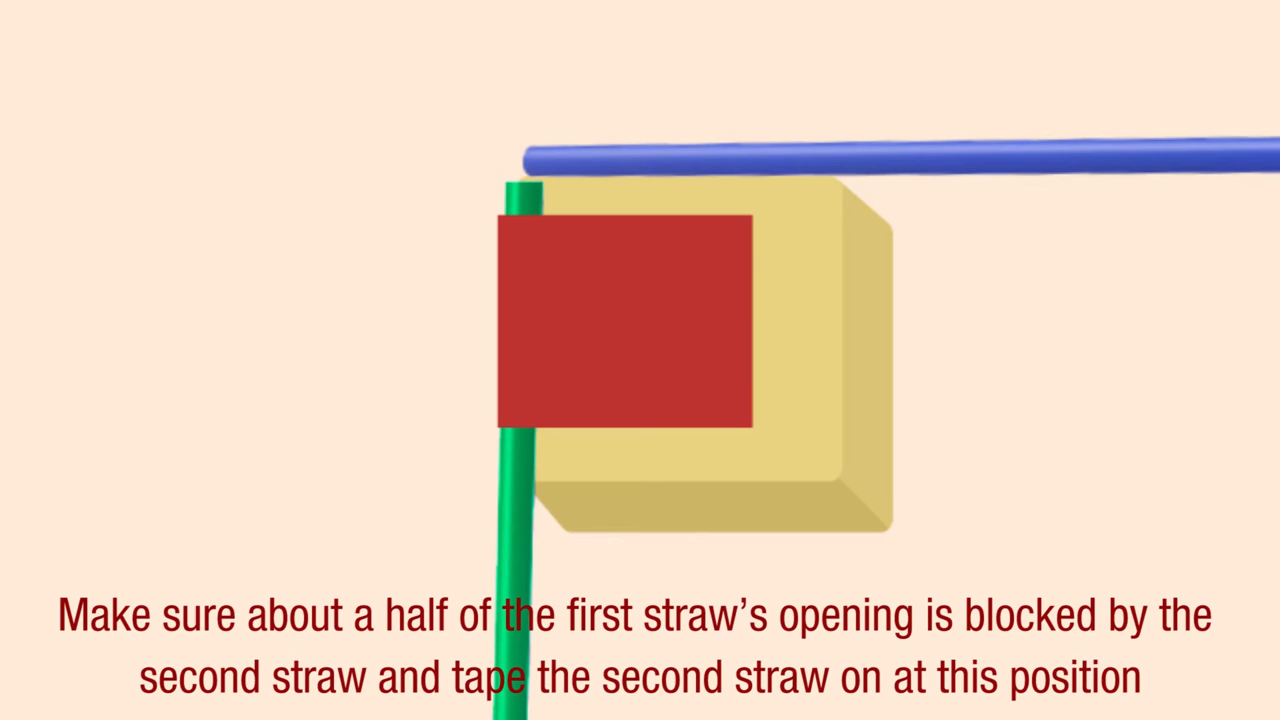 Make sure about a half of the first straw’s opening is blocked by the
second straw and tape the second straw on at this position